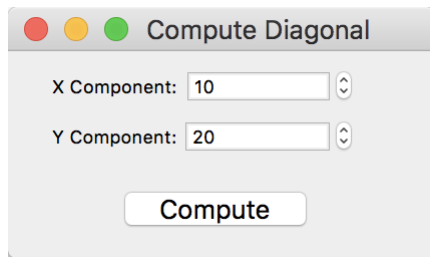 Compute Diagonal
X Component: 10
Y Component: 20
Compute